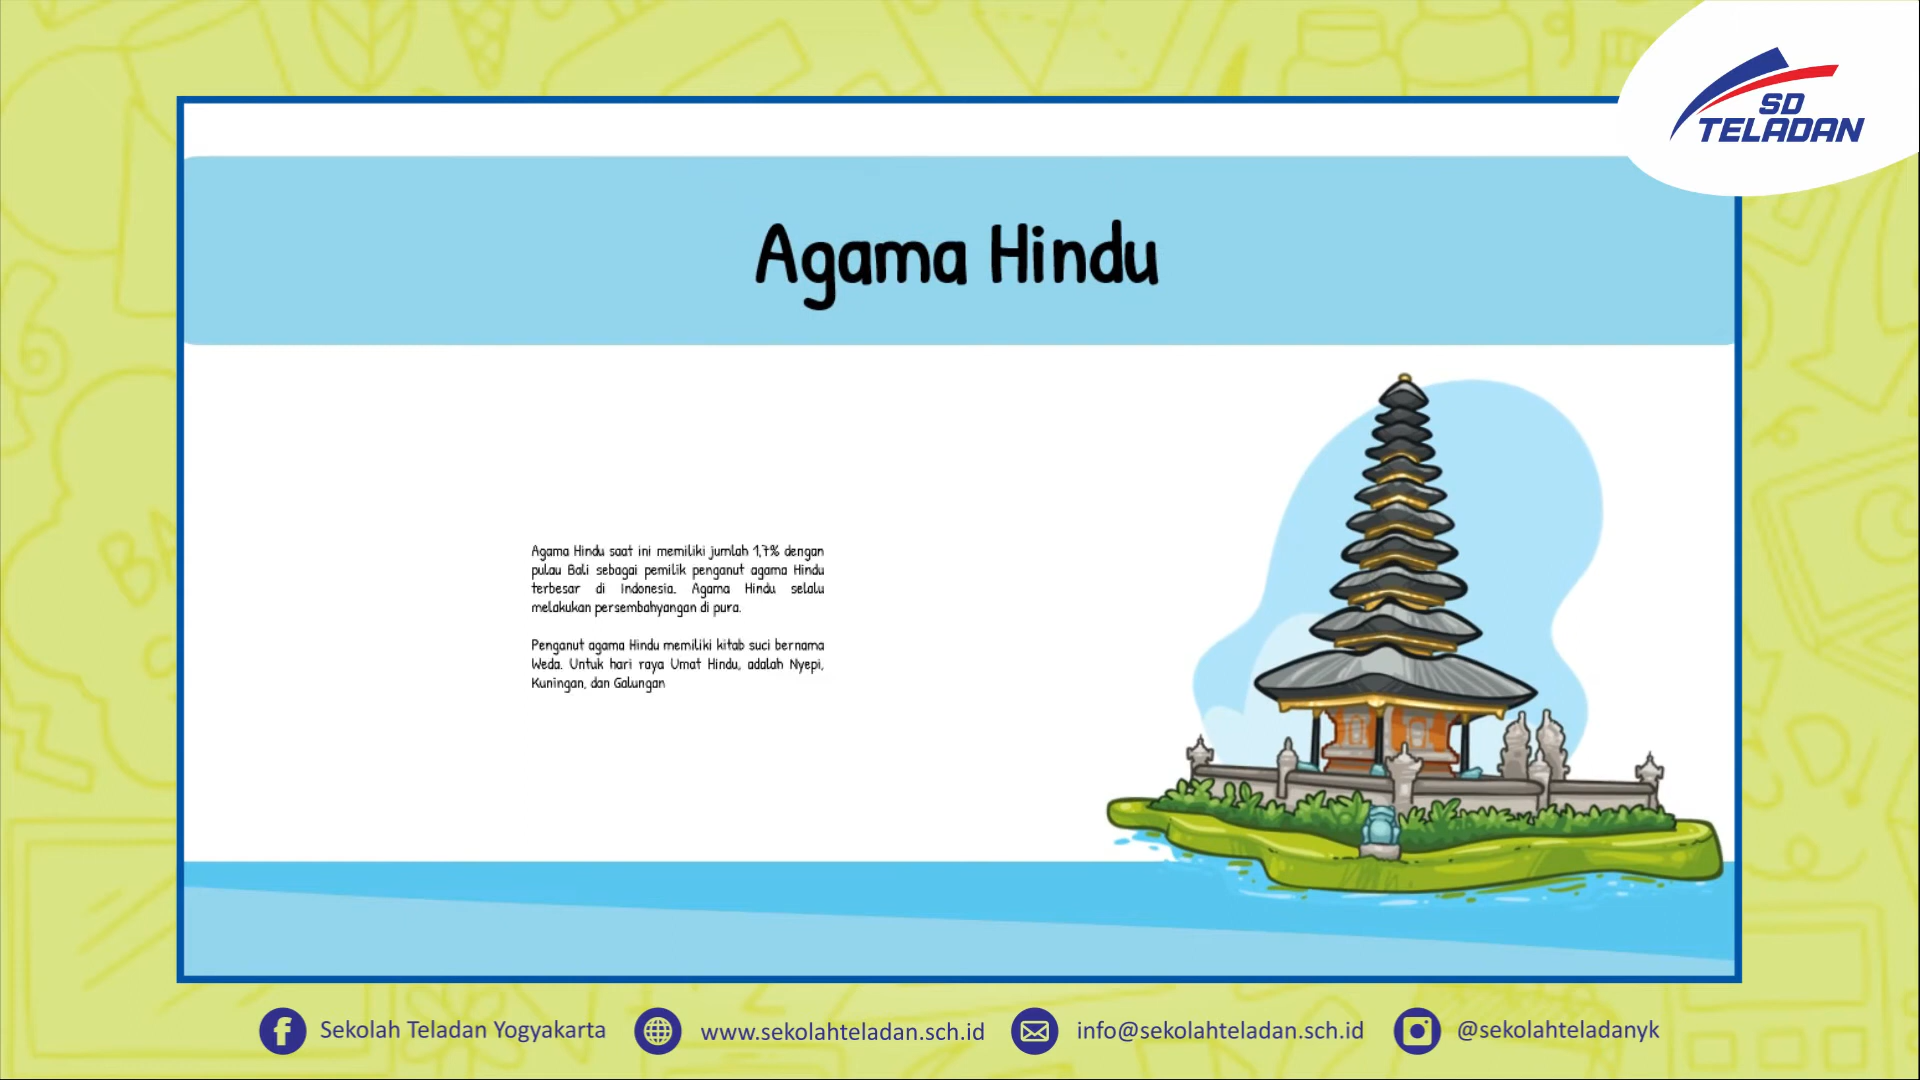 SD
TELADAN
Agama Hindu
Agama Hindu saat ini memiliki jumlah 1,7% dengan
pulau Bali sebagai pemilik penganut agama Hindu
terbesar di Indonesia. Agama Hindu selalu
melakukan persembahyangan di pura.
Penganut agama Hindu memiliki kitab suci bernama
Weda. Untuk hari raya Umat Hindu, adalah Nyepi,
Kuningan, dan Galungan
Sekolah Teladan Yogyakarta
www.sekolahteladan.sch.id
info@sekolahteladan.sch.id
@sekolahteladanyk